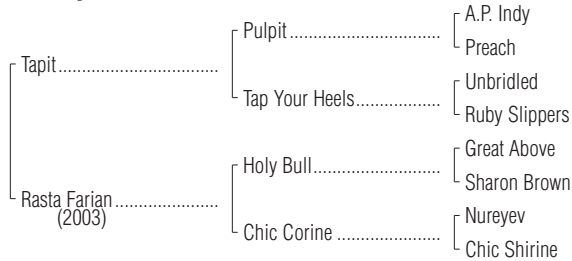 A.P. Indy
Pulpit........................................
Preach
Tapit..................................
Unbridled
Tap Your Heels......................
Ruby Slippers
Great Above
Holy Bull...............................
Sharon Brown
Rasta Farian......................
(2003)
Nureyev
Chic Corine ..........................
Chic Shirine